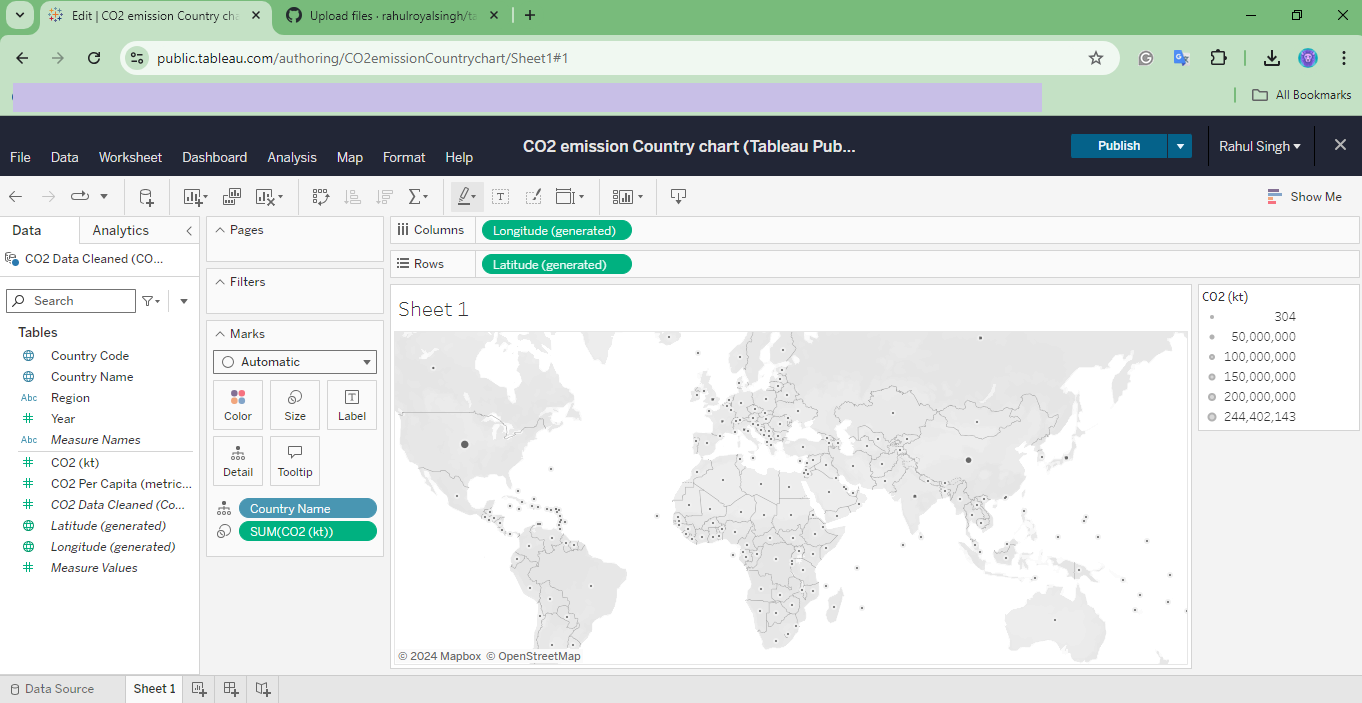 Edit | CO2 emission Country cha
Upload files · rahulroyalsingh/ta
public.tableau.com/authoring/CO2emissionCountrychart/Sheet1#1
All Bookmarks
File Data Worksheet Dashboard Analysis Map Format Help
CO2 emission Country chart (Tableau Pub...
Publish
Rahul Singh
Show Me
Data
Analytics
CO2 Data Cleaned (CO...
Search
Tables
Country Code
Country Name
Abc Region
Year
Abc Measure Names
CO2 (kt)
CO2 Per Capita (metric...
CO2 Data Cleaned (Co...
Latitude (generated)
Longitude (generated)
Measure Values
Pages
Filters
Marks
Automatic
Color
Size
Label
Detail
Tooltip
Country Name
SUM(CO2 (kt))
Columns
Longitude (generated)
Rows
Latitude (generated)
Sheet 1
© 2024 Mapbox © OpenStreetMap
CO2 (kt)
304
50,000,000
100,000,000
150,000,000
200,000,000
244,402,143
Data Source
Sheet 1